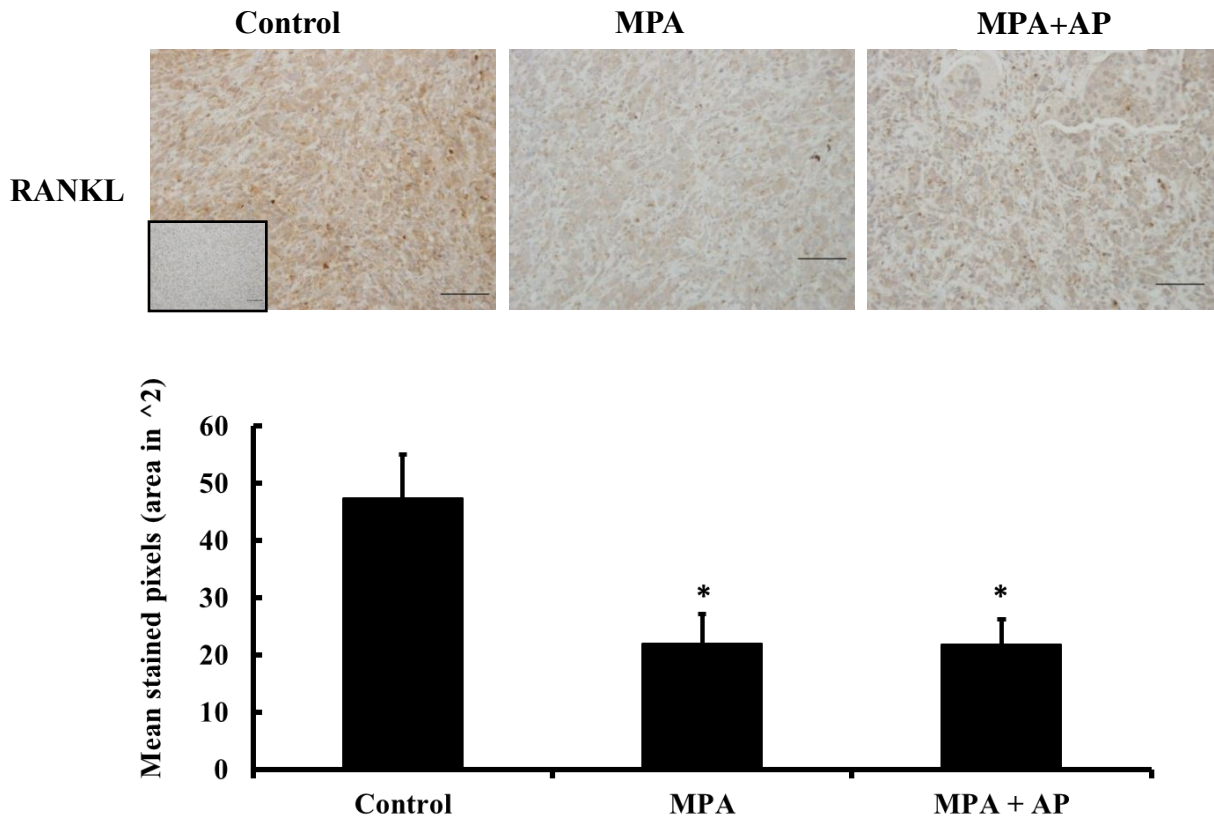 Control MPA MPA+AP
RANKL
Mean stained pixels (area in ^2)
60
50
40
30
20
10
0
* *
Control MPA MPA + AP